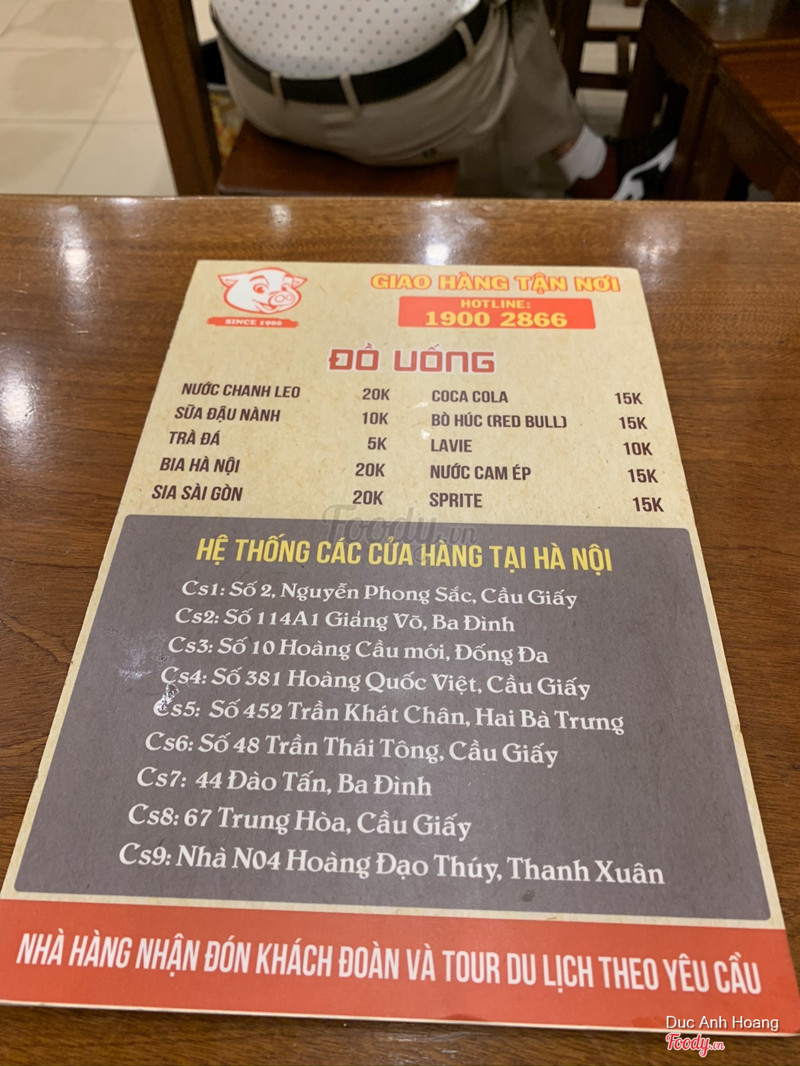 GIAO HÀNG TẬN NƠI
HOTLINE:
1900 2866
SINCE 1990
ĐỒ UỐNG
NƯỚC CHANH LEO 20K COCA COLA 15K
SỮA ĐẬU NÀNH 10K BÒ HÚC (RED BULL) 15K
TRÀ ĐÁ 5K LAVIE 10K
BIA HÀ NỘI 20K NƯỚC CAM ÉP 15K
SIA SÀI GÒN 20K SPRITE 15K
Foody.vn
HỆ THỐNG CÁC CỬA HÀNG TẠI HÀ NỘI
Cs1: Số 2, Nguyễn Phong Sắc, Cầu Giấy
Cs2: Số 114A1 Giảng Võ, Ba Đình
Cs3: Số 10 Hoàng Cầu mới, Đống Đa
Cs4: Số 381 Hoàng Quốc Việt, Cầu Giấy
Cs5: Số 452 Trần Khát Chân, Hai Bà Trưng
Cs6: Số 48 Trần Thái Tông, Cầu Giấy
Cs7: 44 Đào Tấn, Ba Đình
Cs8: 67 Trung Hòa, Cầu Giấy
Cs9: Nhà N04 Hoàng Đạo Thúy, Thanh Xuân
NHÀ HÀNG NHẬN ĐÓN KHÁCH ĐOÀN VÀ TOUR DU LỊCH THEO YÊU CẦU
Duc Anh Hoang
Foody.vn